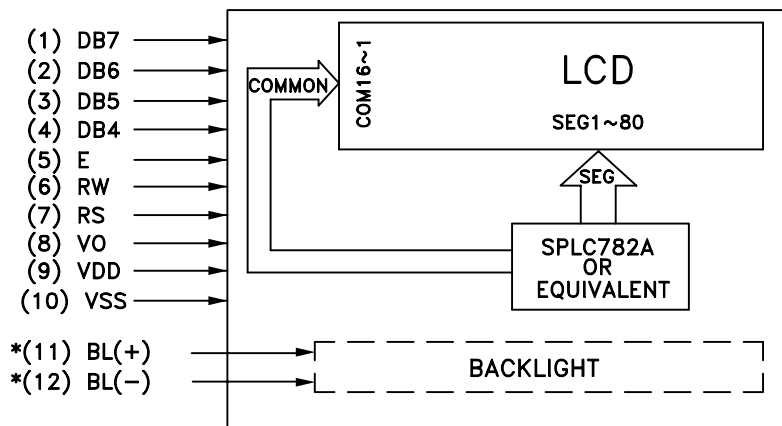 (1) DB7
(2) DB6
(3) DB5
(4) DB4
(5) E
(6) RW
(7) RS
(8) VO
(9) VDD
(10) VSS
*(11) BL(+)
*(12) BL(−)
COMMON
COM16~1
LCD
SEG1~80
SEG
SPLC782A
OR
EQUIVALENT
BACKLIGHT